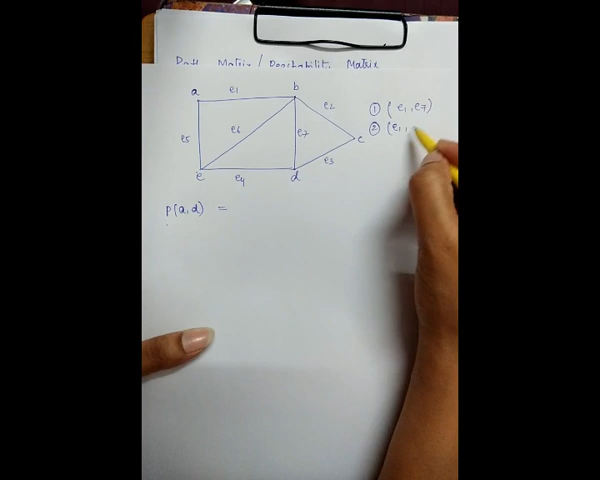 Path Matrix / Reachability Matrix
a e1 b
e2
① (e1, e7)
e5 e6 e7 c
② (e1,
e3
e e4 d
p(a,d) =